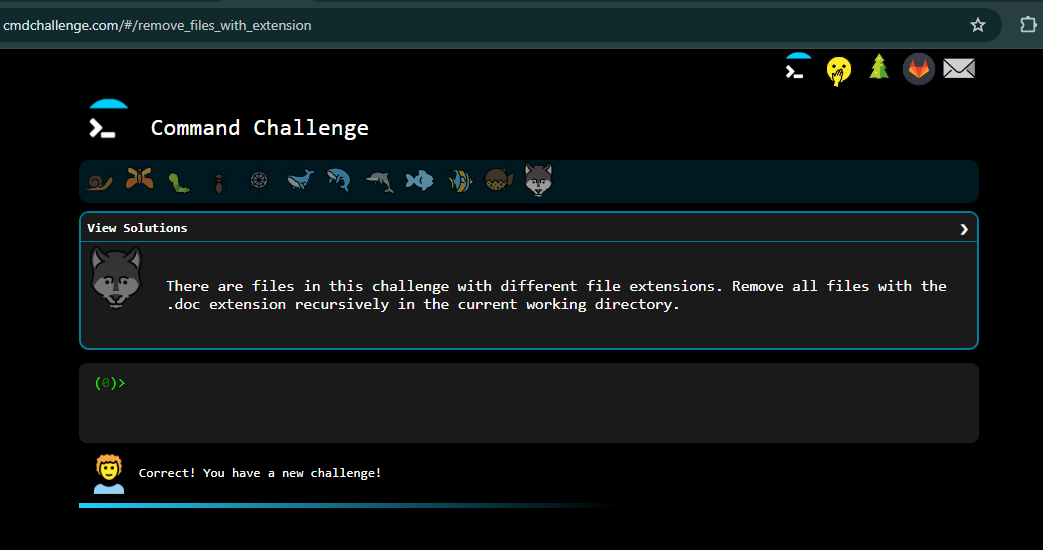 cmdchallenge.com/#/remove_files_with_extension
Command Challenge
View Solutions
There are files in this challenge with different file extensions. Remove all files with the
.doc extension recursively in the current working directory.
(0)>
Correct! You have a new challenge!